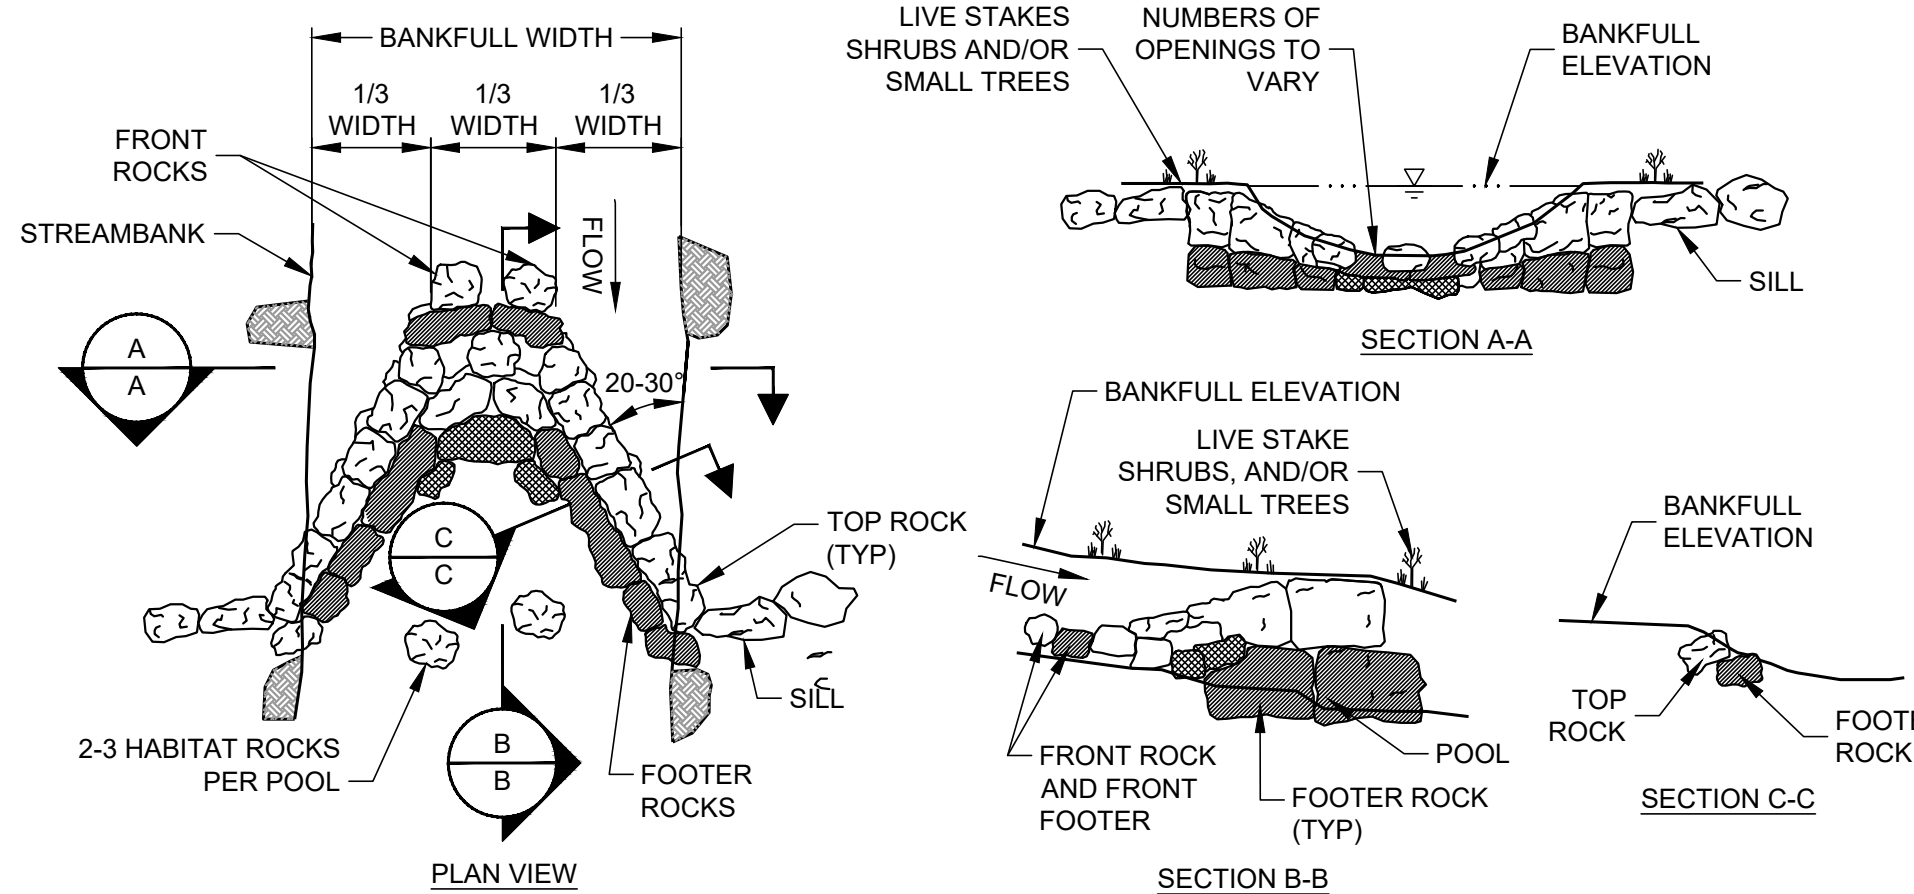 BANKFULL WIDTH
1/3
WIDTH
1/3
WIDTH
1/3
WIDTH
FRONT
ROCKS
STREAMBANK
FLOW
A
A
20-30°
C
C
TOP ROCK
(TYP)
SILL
2-3 HABITAT ROCKS
PER POOL
B
B
FOOTER
ROCKS
PLAN VIEW
LIVE STAKES
SHRUBS AND/OR
SMALL TREES
NUMBERS OF
OPENINGS TO
VARY
BANKFULL
ELEVATION
SILL
SECTION A-A
BANKFULL ELEVATION
LIVE STAKE
SHRUBS, AND/OR
SMALL TREES
FLOW
FRONT ROCK
AND FRONT
FOOTER
POOL
FOOTER ROCK
(TYP)
SECTION B-B
BANKFULL
ELEVATION
TOP
ROCK
ROCK
SECTION C-C